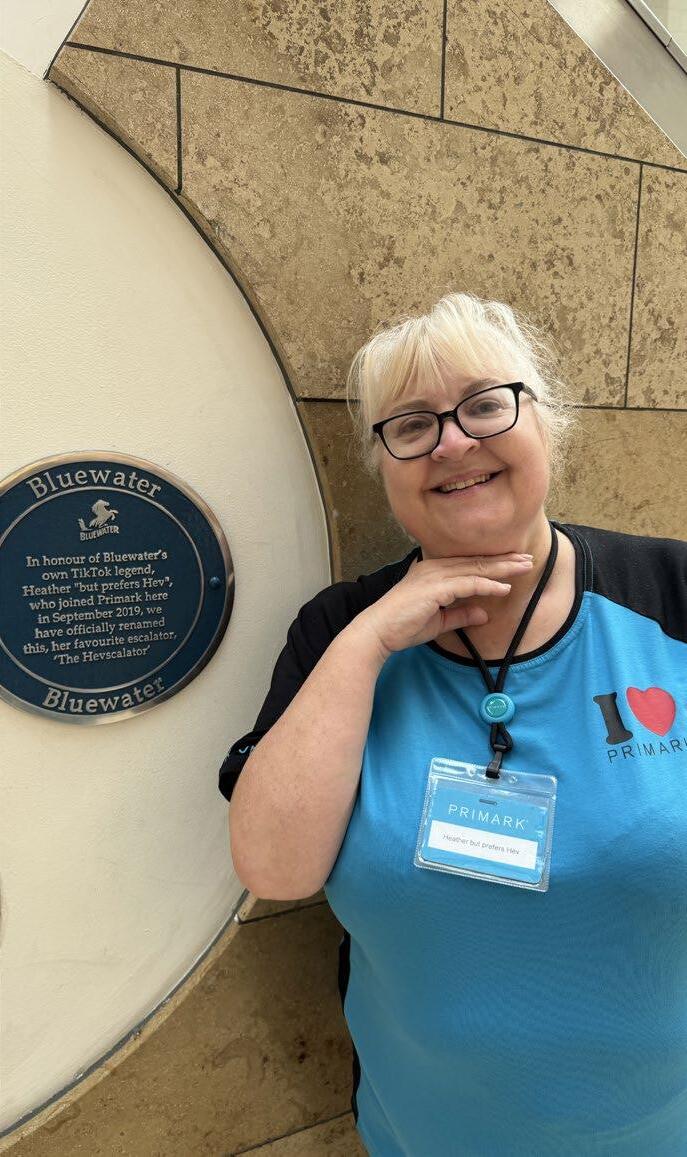 Bluewater
BLUEWATER
In honour of Bluewater's
own TikTok legend,
Heather "but prefers Hev",
who joined Primark here
in September 2019, we
have officially renamed
this, her favourite escalator,
'The Hevscalator'
Bluewater
I
PRIMARK
PRIMARK
Heather but prefers Hev